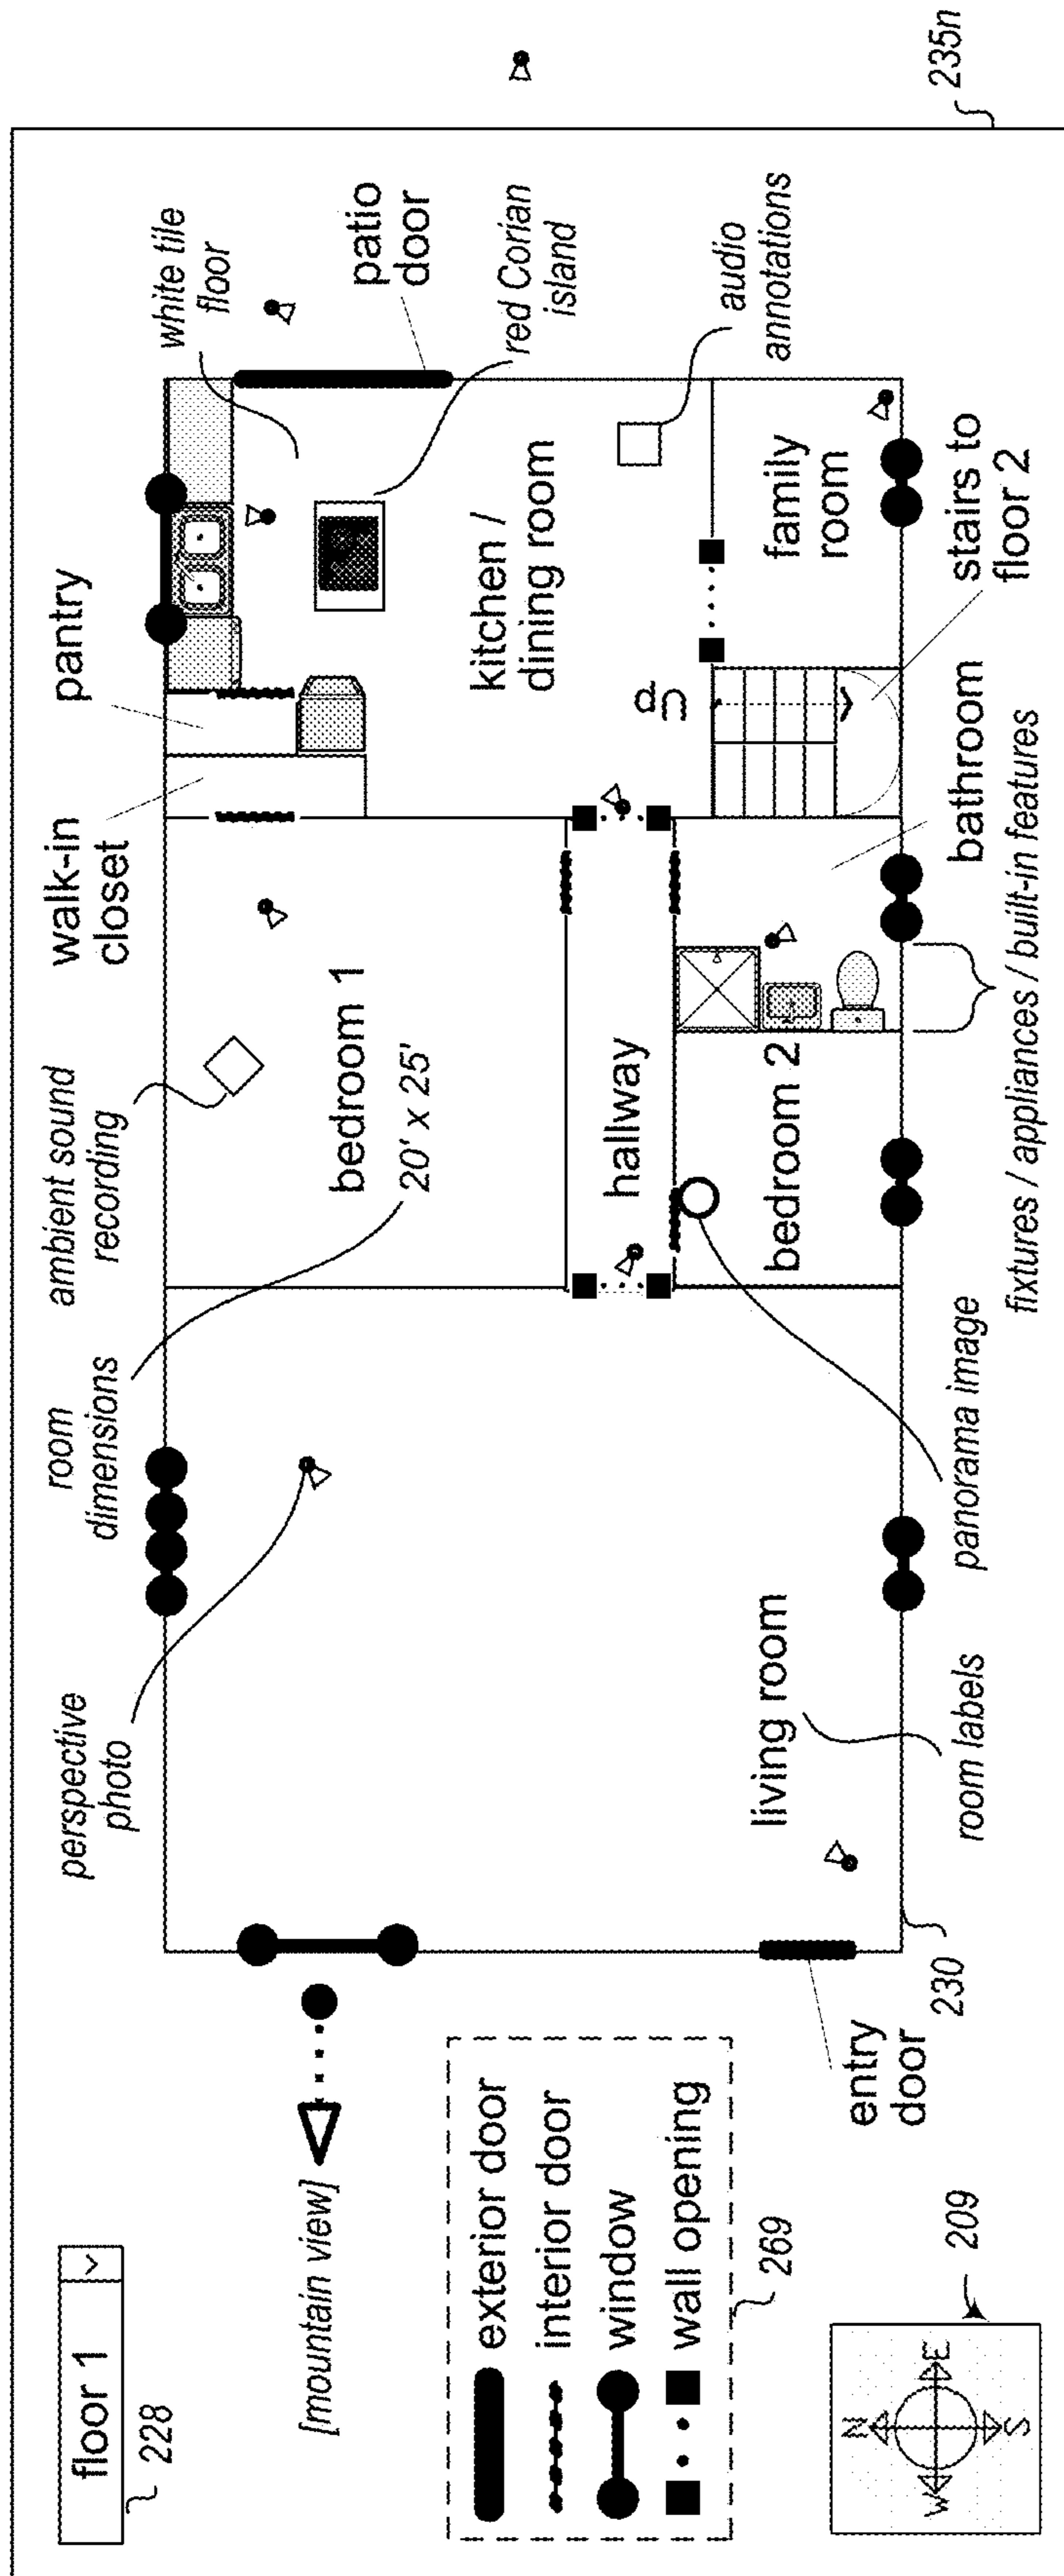 floor 1
228
[mountain view]
exterior door
interior door
window
wall opening
269
N
W
E
S
209
entry
door
230
perspective
photo
room
dimensions
ambient sound
recording
walk-in
closet
pantry
white tile
floor
patio
door
red Corian
island
audio
annotations
235n
bedroom 1
20' x 25'
kitchen /
dining room
hallway
up
living room
bedroom 2
family
room
room labels
panorama image
bathroom
stairs to
floor 2
fixtures / appliances / built-in features